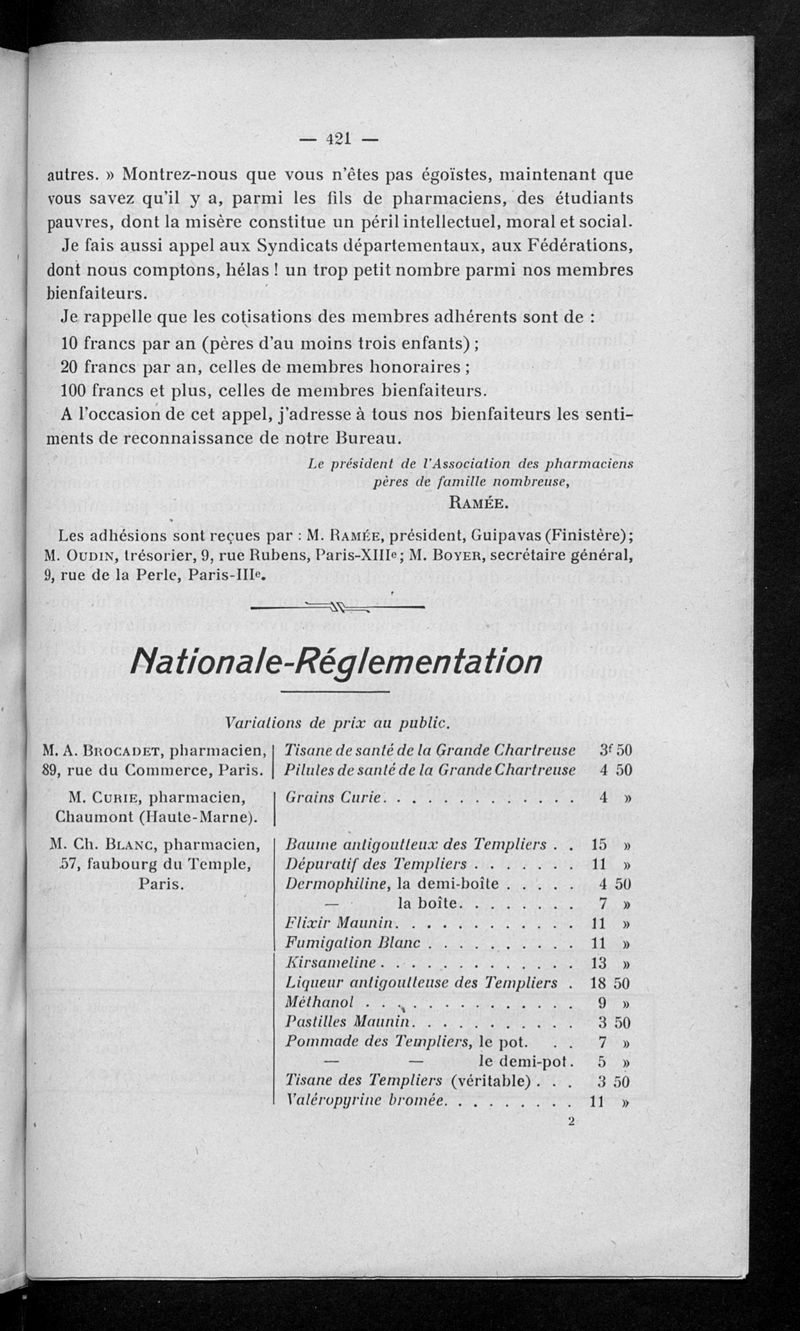 — 421 —
autres. » Montrez-nous que vous n'êtes pas égoïstes, maintenant que
vous savez qu'il y a, parmi les fils de pharmaciens, des étudiants
pauvres, dont la misère constitue un péril intellectuel, moral et social.
Je fais aussi appel aux Syndicats départementaux, aux Fédérations,
dont nous comptons, hélas ! un trop petit nombre parmi nos membres
bienfaiteurs.
Je rappelle que les cotisations des membres adhérents sont de :
10 francs par an (pères d'au moins trois enfants) ;
20 francs par an, celles de membres honoraires ;
100 francs et plus, celles de membres bienfaiteurs.
A l'occasion de cet appel, j'adresse à tous nos bienfaiteurs les senti-
ments de reconnaissance de notre Bureau.
Le président de l'Association des pharmaciens
pères de famille nombreuse,
RAMÉE.
Les adhésions sont reçues par : M. RAMÉE, président, Guipavas (Finistère);
M. OUDIN, trésorier, 9, rue Rubens, Paris-XIIIe; M. BOYER, secrétaire général,
9, rue de la Perle, Paris-IIIe.
Nationale-Réglementation
Variations de prix au public.
M. A. BROCADET, pharmacien,
89, rue du Commerce, Paris.
Tisane de santé de la Grande Chartreuse 3f 50
Pilules de santé de la Grande Chartreuse 4 50
M. CURIE, pharmacien,
Chaumont (Haute-Marne).
Grains Curie. . . . . . . . . . . . . 4 »
M. Ch. BLANC, pharmacien,
57, faubourg du Temple,
Paris.
Baume antigoutteux des Templiers . . 15 »
Dépuratif des Templiers . . . . . . . 11 »
Dermophiline, la demi-boîte . . . . . 4 50
— la boîte. . . . . . . . 7 »
Elixir Maunin. . . . . . . . . . . . 11 »
Fumigation Blanc . . . . . . . . . . 11 »
Kirsameline . . . . . . . . . . . . . 13 »
Liqueur antigoutteuse des Templiers . 18 50
Méthanol . . . . . . . . . . . . . . 9 »
Pastilles Maunin. . . . . . . . . . . 3 50
Pommade des Templiers, le pot. . . 7 »
— — le demi-pot. 5 »
Tisane des Templiers (véritable) . . . 3 50
Valéropyrine bromée. . . . . . . . . 11 »
2